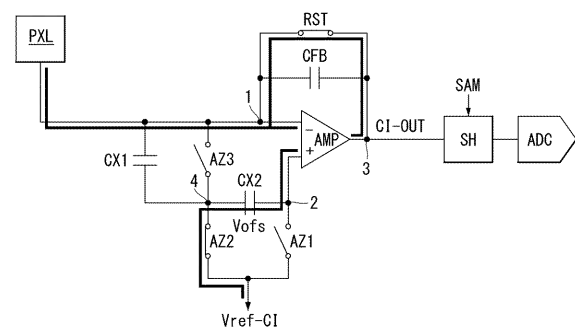 RST
PXL
CFB
SAM
1
−
AMP
+
CI-OUT
SH
ADC
3
CX1
AZ3
4
CX2
2
Vofs
AZ2
AZ1
Vref-CI